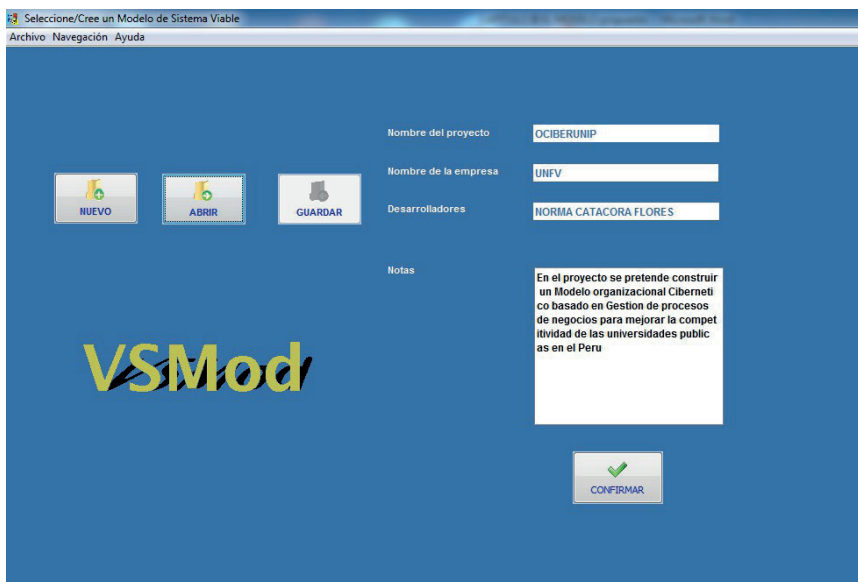 Seleccione/Cree un Modelo de Sistema Viable
Archivo Navegación Ayuda
Nombre del proyecto
OCIBERUNIP
Nombre de la empresa
UNFV
NUEVO
ABRIR
GUARDAR
Desarrolladores
NORMA CATACORA FLORES
Notas
En el proyecto se pretende construir
un Modelo organizacional Ciberneti
co basado en Gestion de procesos
de negocios para mejorar la compet
itividad de las universidades public
as en el Peru
VSMod
CONFIRMAR